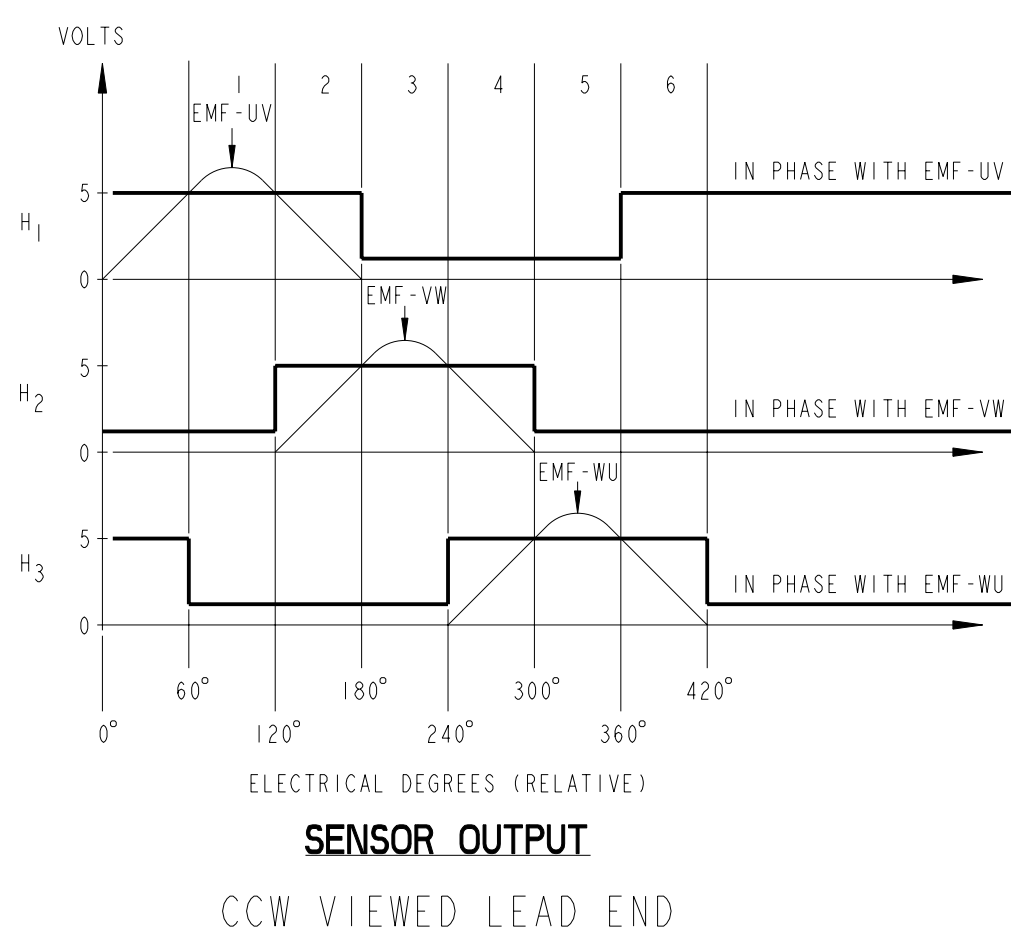 VOLTS
1 2 3 4 5 6
EMF-UV
IN PHASE WITH EMF-UV
5
H1
0
EMF-VW
5
H2
IN PHASE WITH EMF-VW
0
EMF-WU
5
H3
IN PHASE WITH EMF-WU
0
60° 180° 300° 420°
0° 120° 240° 360°
ELECTRICAL DEGREES (RELATIVE)
SENSOR OUTPUT
CCW VIEWED LEAD END